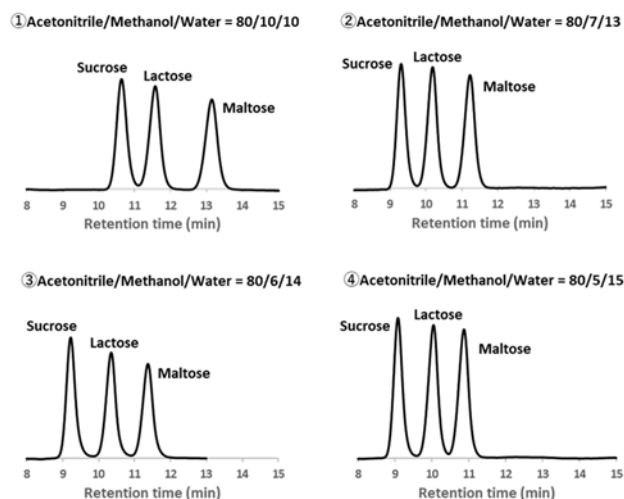 ①Acetonitrile/Methanol/Water = 80/10/10
Sucrose
Lactose
Maltose
8 9 10 11 12 13 14 15
Retention time (min)
②Acetonitrile/Methanol/Water = 80/7/13
Sucrose
Lactose
Maltose
8 9 10 11 12 13 14 15
Retention time (min)
③Acetonitrile/Methanol/Water = 80/6/14
Sucrose
Lactose
Maltose
8 9 10 11 12 13 14 15
Retention time (min)
④Acetonitrile/Methanol/Water = 80/5/15
Sucrose
Lactose
Maltose
8 9 10 11 12 13 14 15
Retention time (min)